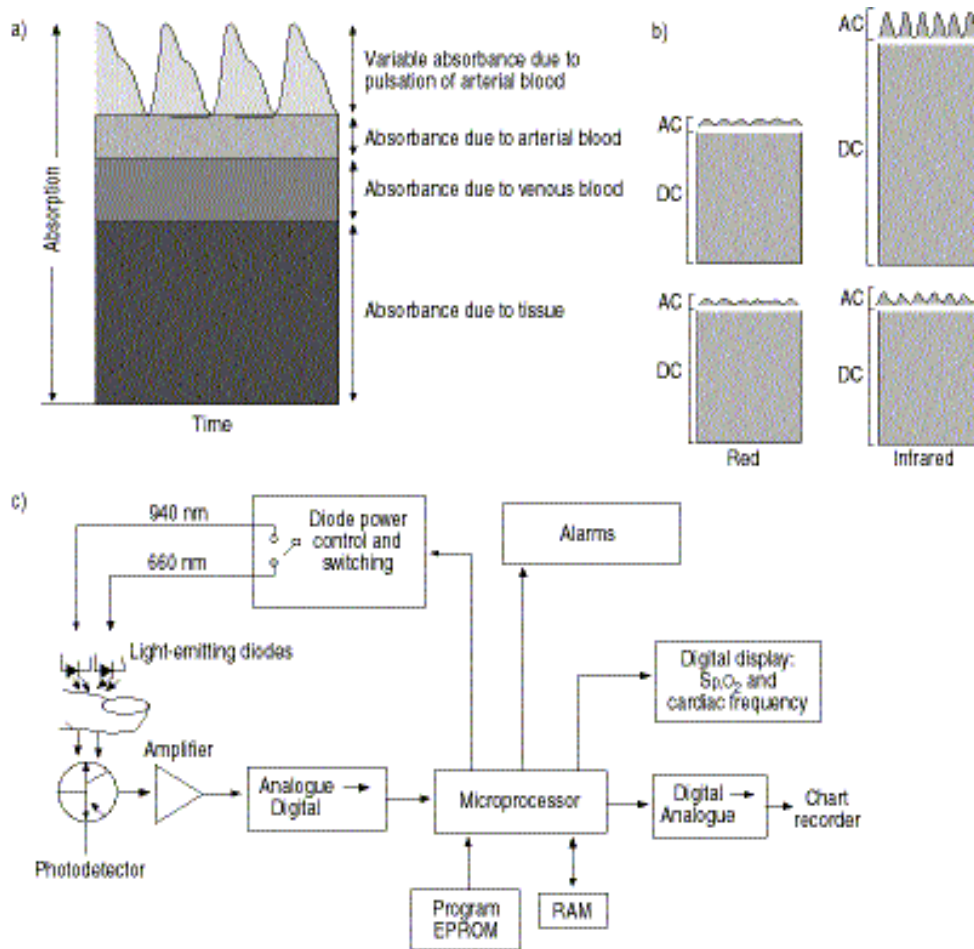 a)
Absorption
Variable absorbance due to
pulsation of arterial blood
Absorbance due to arterial blood
Absorbance due to venous blood
Absorbance due to tissue
Time
b)
AC
DC
AC
DC
AC
DC
AC
DC
Red
Infrared
c)
940 nm
660 nm
Diode power
control and
switching
Alarms
Light-emitting diodes
Digital display:
Sp,O2 and
cardiac frequency
Amplifier
Analogue →
Digital
Microprocessor
Digital →
Analogue
Chart
recorder
Photodetector
Program
EPROM
RAM